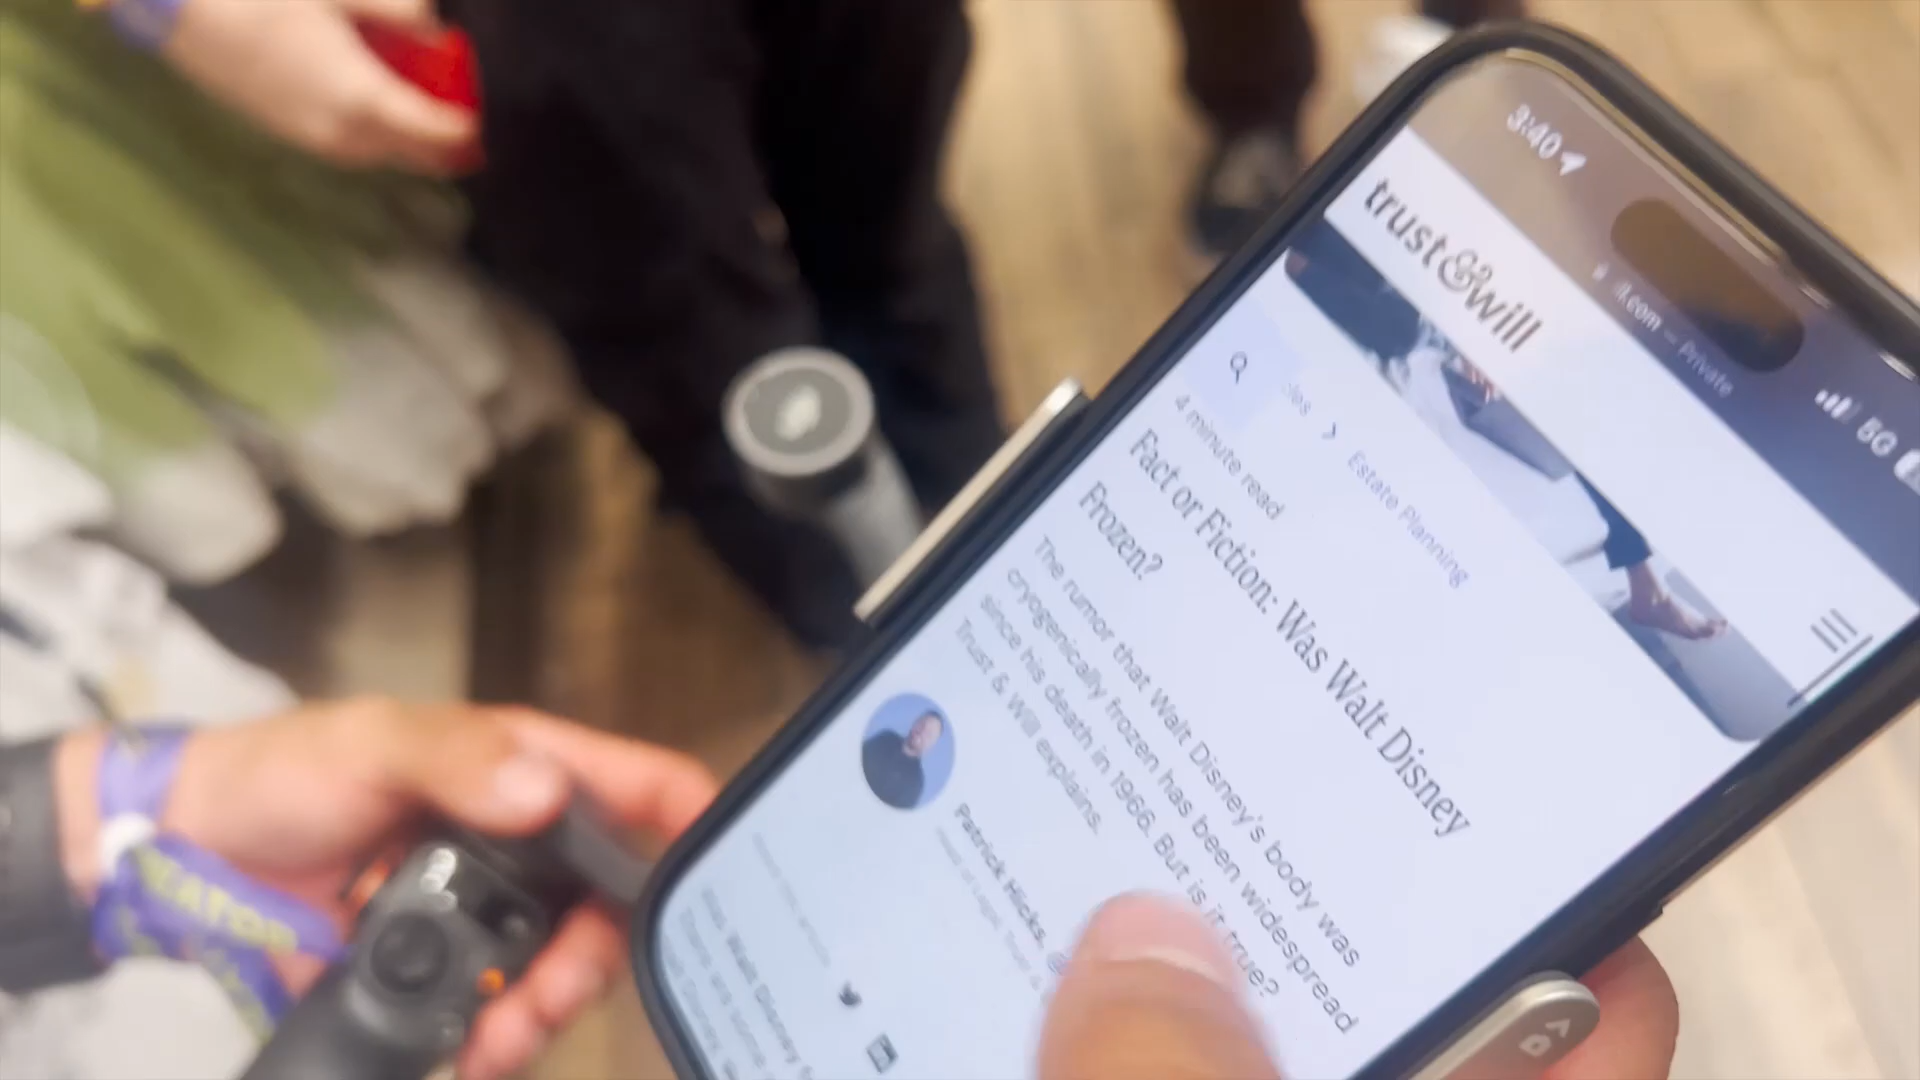 3:40
ll.com — Private
5G
trust&will
Estate Planning
4 minute read
Fact or Fiction: Was Walt Disney
Frozen?
The rumor that Walt Disney's body was
cryogenically frozen has been widespread
since his death in 1966. But is it true?
Trust & Will explains.
Patrick Hicks,